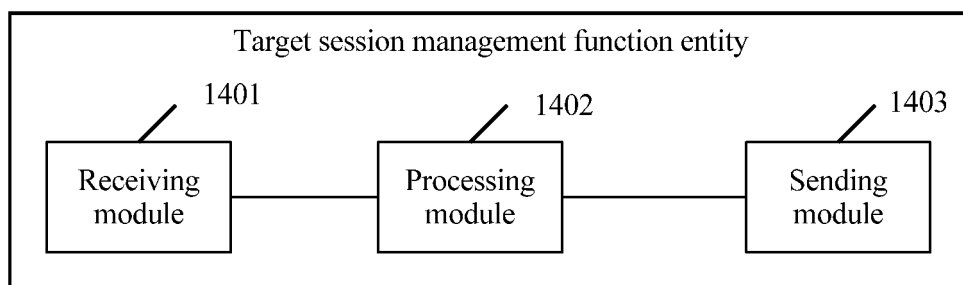 Target session management function entity
1401
1402
1403
Receiving
module
Processing
module
Sending
module